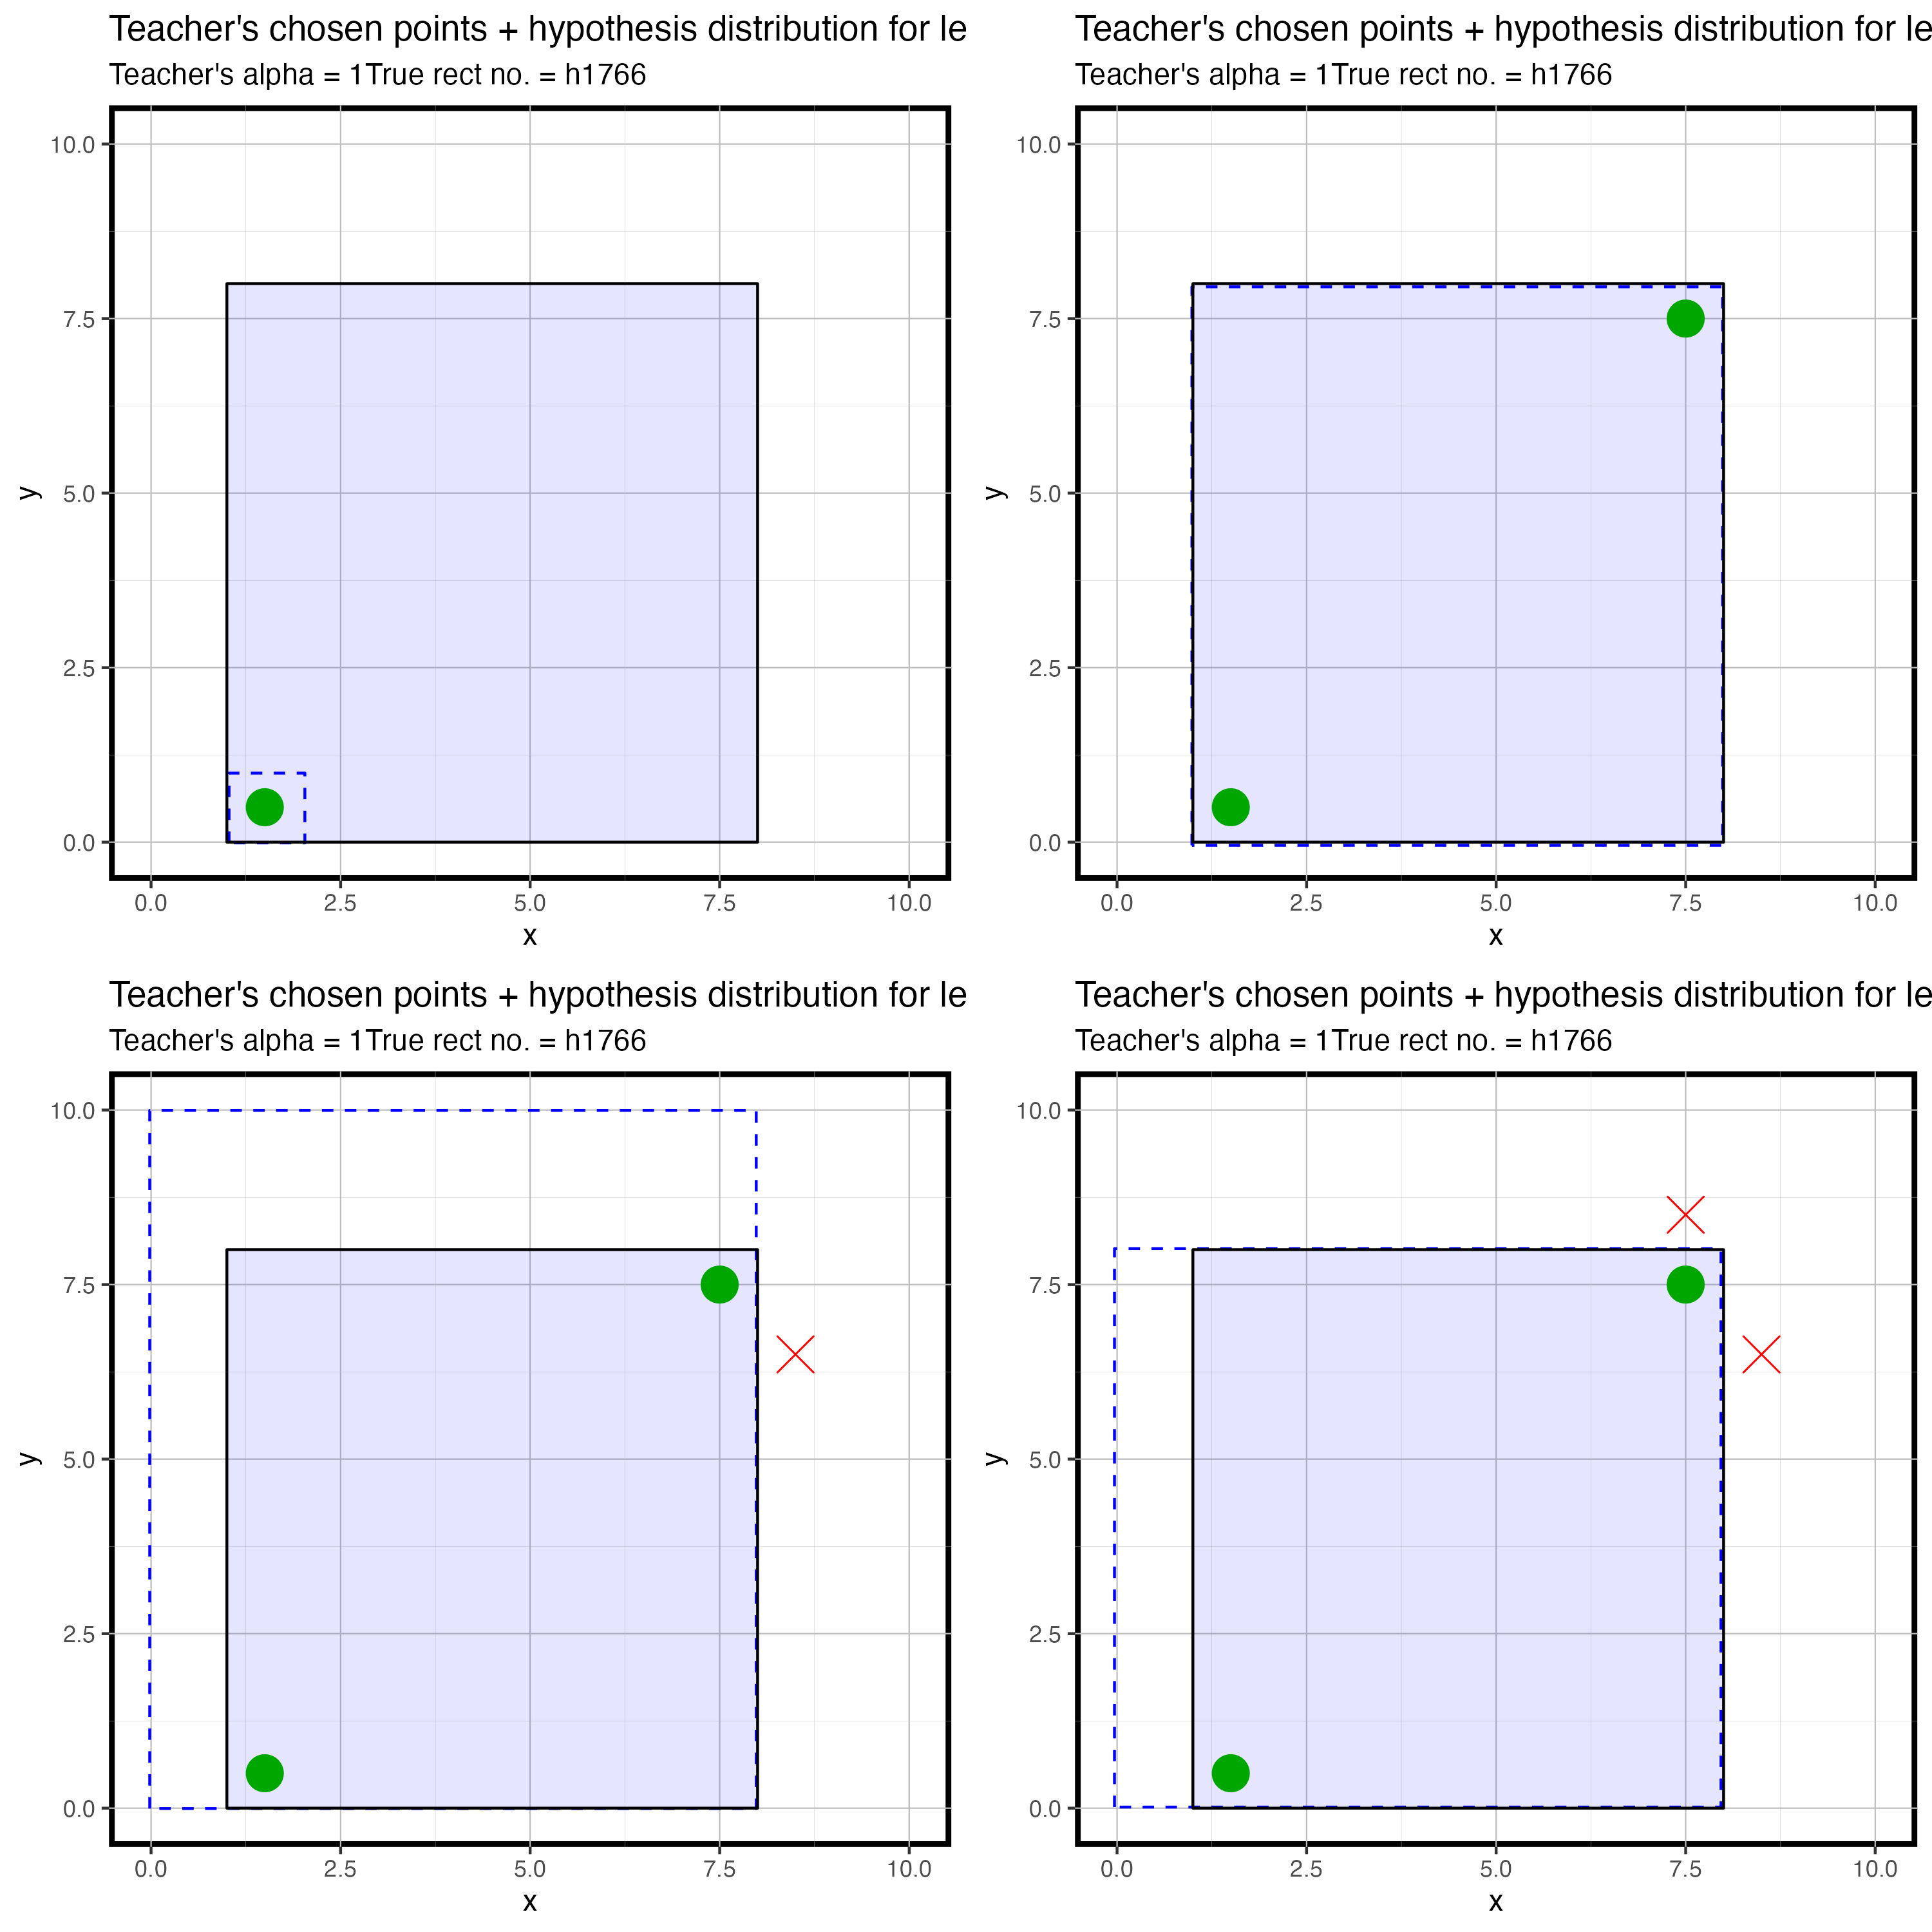 Teacher's chosen points + hypothesis distribution for le
Teacher's alpha = 1True rect no. = h1766
10.0
7.5
5.0
2.5
0.0
y
0.0 2.5 5.0 7.5 10.0
x
Teacher's chosen points + hypothesis distribution for le
Teacher's alpha = 1True rect no. = h1766
10.0
7.5
5.0
2.5
0.0
y
0.0 2.5 5.0 7.5 10.0
x
Teacher's chosen points + hypothesis distribution for le
Teacher's alpha = 1True rect no. = h1766
10.0
7.5
5.0
2.5
0.0
y
0.0 2.5 5.0 7.5 10.0
x
Teacher's chosen points + hypothesis distribution for le
Teacher's alpha = 1True rect no. = h1766
10.0
7.5
5.0
2.5
0.0
y
0.0 2.5 5.0 7.5 10.0
x